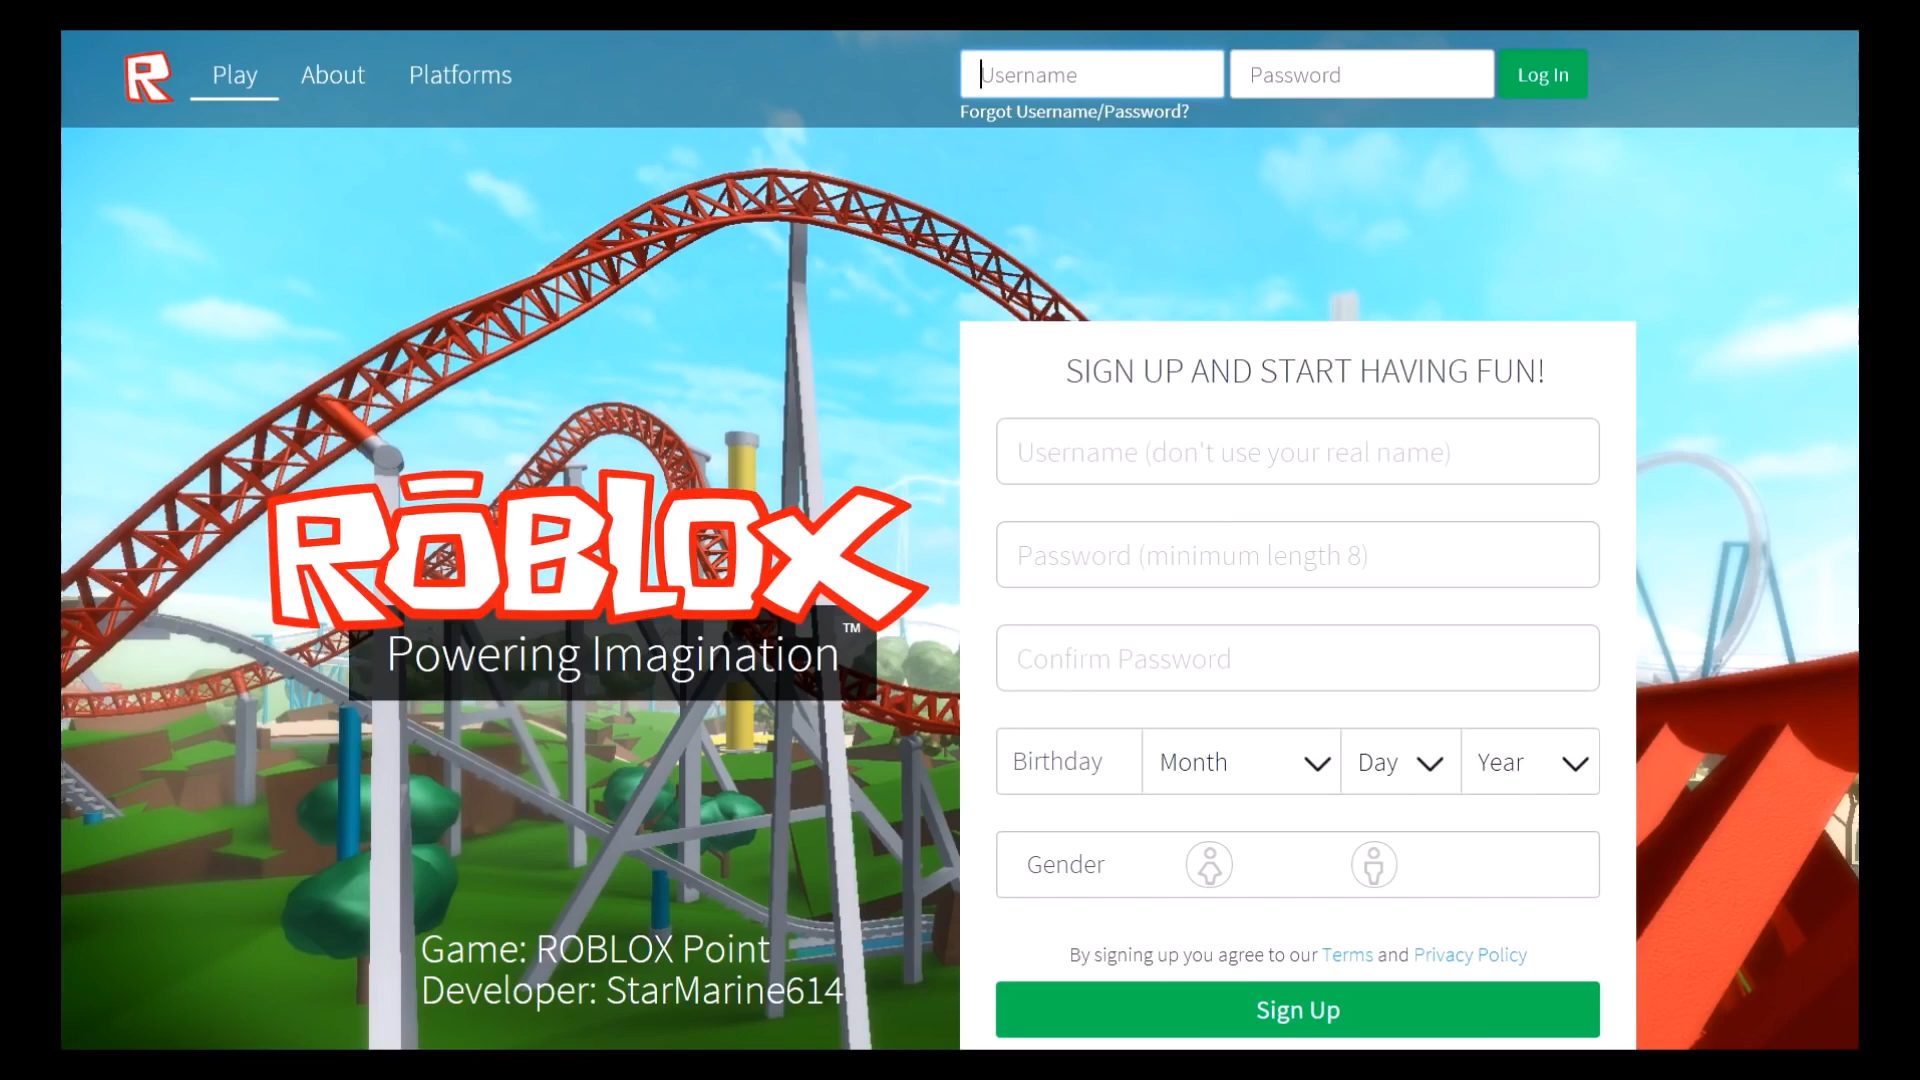 R Play About Platforms Username Password Log In
Forgot Username/Password?
SIGN UP AND START HAVING FUN!
Username (don't use your real name)
Password (minimum length 8)
Confirm Password
Birthday Month Day Year
Gender
By signing up you agree to our Terms and Privacy Policy
Sign Up
RŌBLOX
TM
Powering Imagination
Game: ROBLOX Point
Developer: StarMarine614